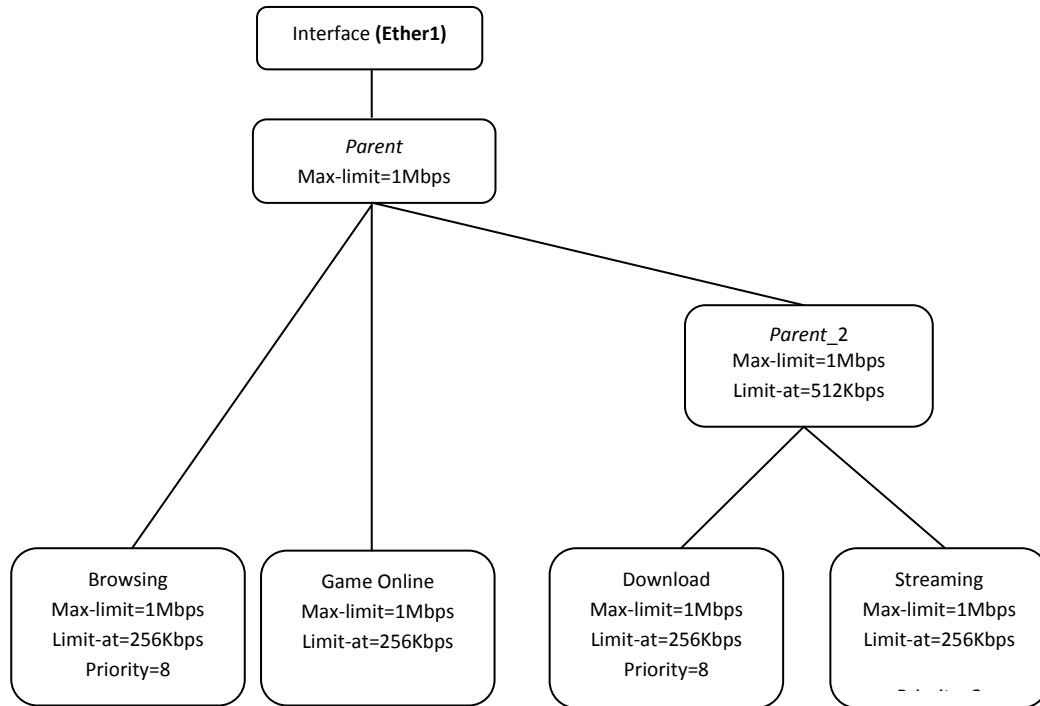 Interface (Ether1)
Parent
Max-limit=1Mbps
Parent_2
Max-limit=1Mbps
Limit-at=512Kbps
Browsing
Max-limit=1Mbps
Limit-at=256Kbps
Priority=8
Game Online
Max-limit=1Mbps
Limit-at=256Kbps
Download
Max-limit=1Mbps
Limit-at=256Kbps
Priority=8
Streaming
Max-limit=1Mbps
Limit-at=256Kbps